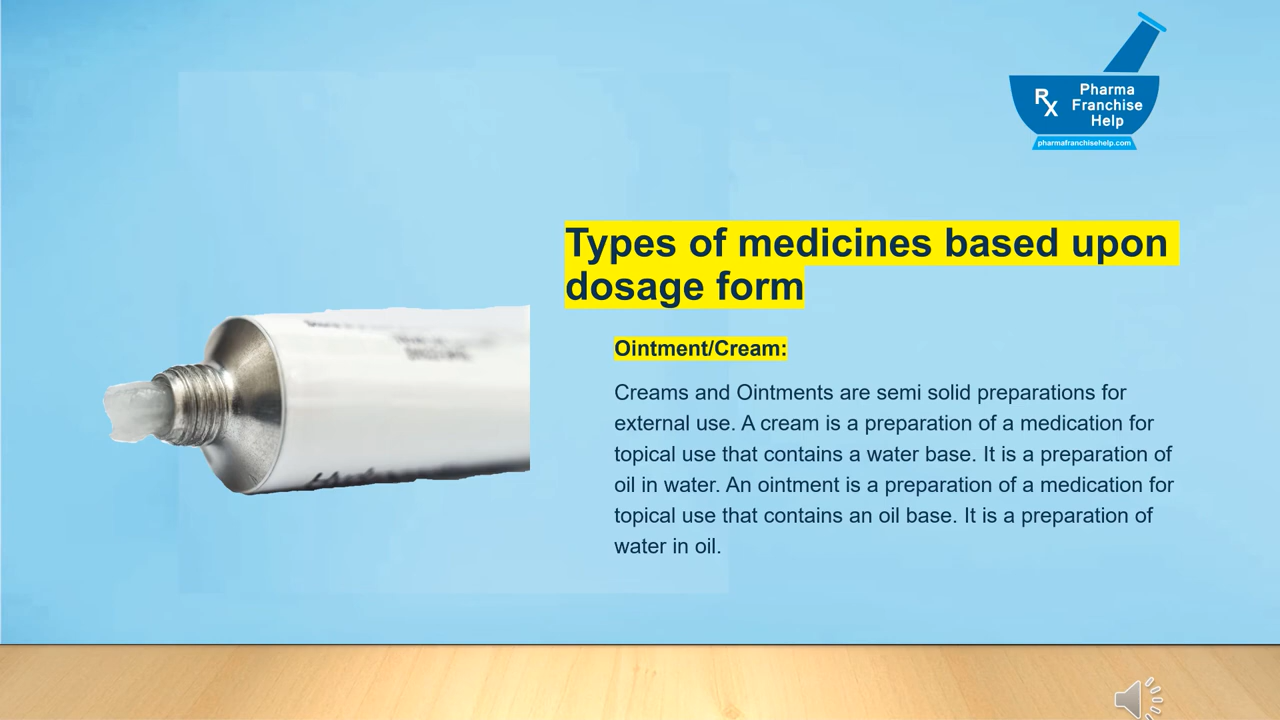 Rx Pharma
Franchise
Help
pharmafranchisehelp.com
Types of medicines based upon
dosage form
Ointment/Cream:
Creams and Ointments are semi solid preparations for
external use. A cream is a preparation of a medication for
topical use that contains a water base. It is a preparation of
oil in water. An ointment is a preparation of a medication for
topical use that contains an oil base. It is a preparation of
water in oil.